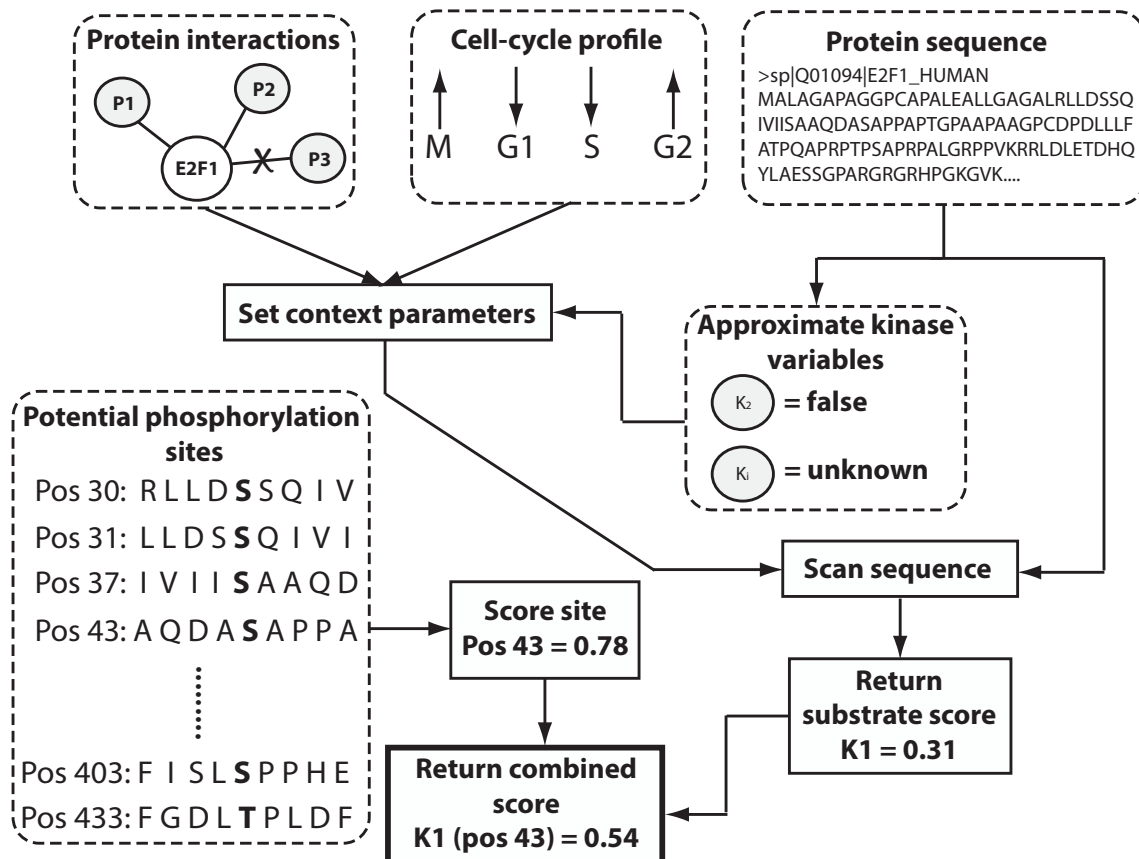 Protein interactions
P1
P2
E2F1
P3
Cell-cycle profile
M G1 S G2
Protein sequence
>sp|Q01094|E2F1_HUMAN
MALAGAPAGGPCAPALEALLGAGALRLLDSSQ
IVIISAAQDASAPPAPTGPAAPAAGPCDPDLLLF
ATPQAPRPTPSAPRPALGRPPVKRRLDLETDHQ
YLAESSGPARGRGRHPGKGVK....
Set context parameters
Approximate kinase
variables
K2 = false
Ki = unknown
Potential phosphorylation
sites
Pos 30: R L L D S S Q I V
Pos 31: L L D S S Q I V I
Pos 37: I V I I S A A Q D
Pos 43: A Q D A S A P P A
Pos 403: F I S L S P P H E
Pos 433: F G D L T P L D F
Scan sequence
Score site
Pos 43 = 0.78
Return
substrate score
K1 = 0.31
Return combined
score
K1 (pos 43) = 0.54